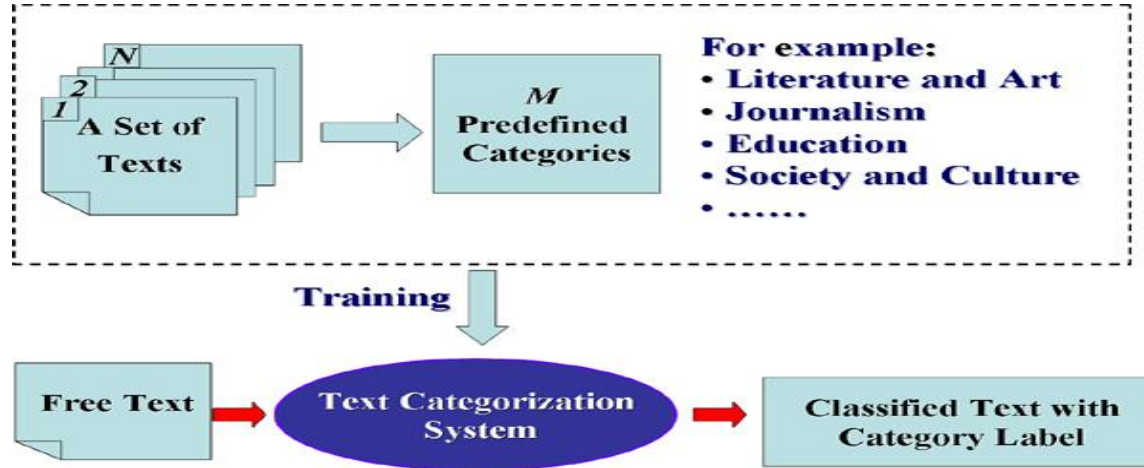 N
2
1
A Set of
Texts
M
Predefined
Categories
For example:
• Literature and Art
• Journalism
• Education
• Society and Culture
• ......
Training
Free Text
Text Categorization
System
Classified Text with
Category Label